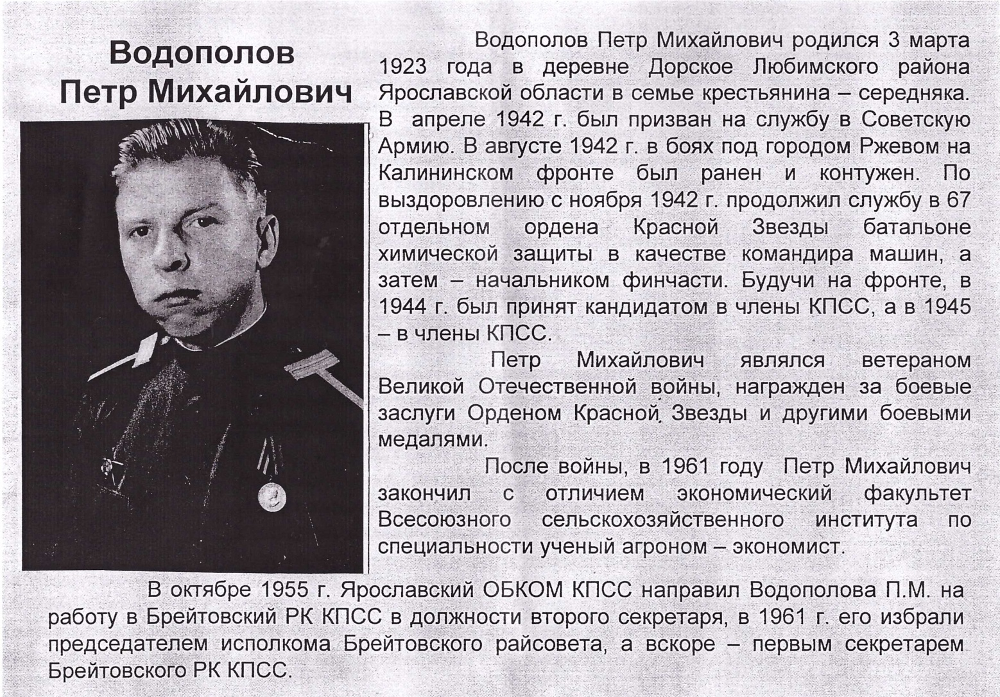 Водополов
Петр Михайлович
Водополов Петр Михайлович родился 3 марта
1923 года в деревне Дорское Любимского района
Ярославской области в семье крестьянина – середняка.
В апреле 1942 г. был призван на службу в Советскую
Армию. В августе 1942 г. в боях под городом Ржевом на
Калининском фронте был ранен и контужен. По
выздоровлению с ноября 1942 г. продолжил службу в 67
отдельном ордена Красной Звезды батальоне
химической защиты в качестве командира машин, а
затем – начальником финчасти. Будучи на фронте, в
1944 г. был принят кандидатом в члены КПСС, а в 1945
– в члены КПСС.
Петр Михайлович являлся ветераном
Великой Отечественной войны, награжден за боевые
заслуги Орденом Красной Звезды и другими боевыми
медалями.
После войны, в 1961 году Петр Михайлович
закончил с отличием экономический факультет
Всесоюзного сельскохозяйственного института по
специальности ученый агроном – экономист.
В октябре 1955 г. Ярославский ОБКОМ КПСС направил Водополова П.М. на
работу в Брейтовский РК КПСС в должности второго секретаря, в 1961 г. его избрали
председателем исполкома Брейтовского райсовета, а вскоре – первым секретарем
Брейтовского РК КПСС.